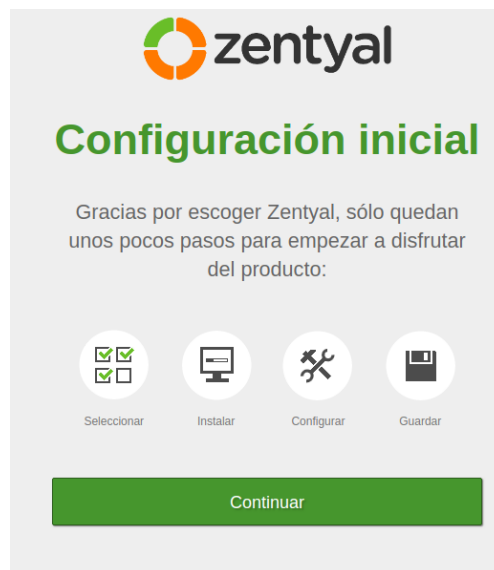 zentyal
Configuración inicial
Gracias por escoger Zentyal, sólo quedan
unos pocos pasos para empezar a disfrutar
del producto:
Seleccionar
Instalar
Configurar
Guardar
Continuar